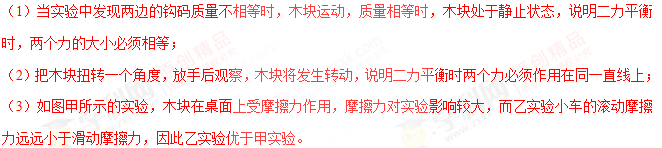 （1）当实验中发现两边的钩码质量不相等时，木块运动，质量相等时，木块处于静止状态，说明二力平衡
时，两个力的大小必须相等；
（2）把木块扭转一个角度，放手后观察，木块将发生转动，说明二力平衡时两个力必须作用在同一直线上；
（3）如图甲所示的实验，木块在桌面上受摩擦力作用，摩擦力对实验影响较大，而乙实验小车的滚动摩擦
力远远小于滑动摩擦力，因此乙实验优于甲实验。